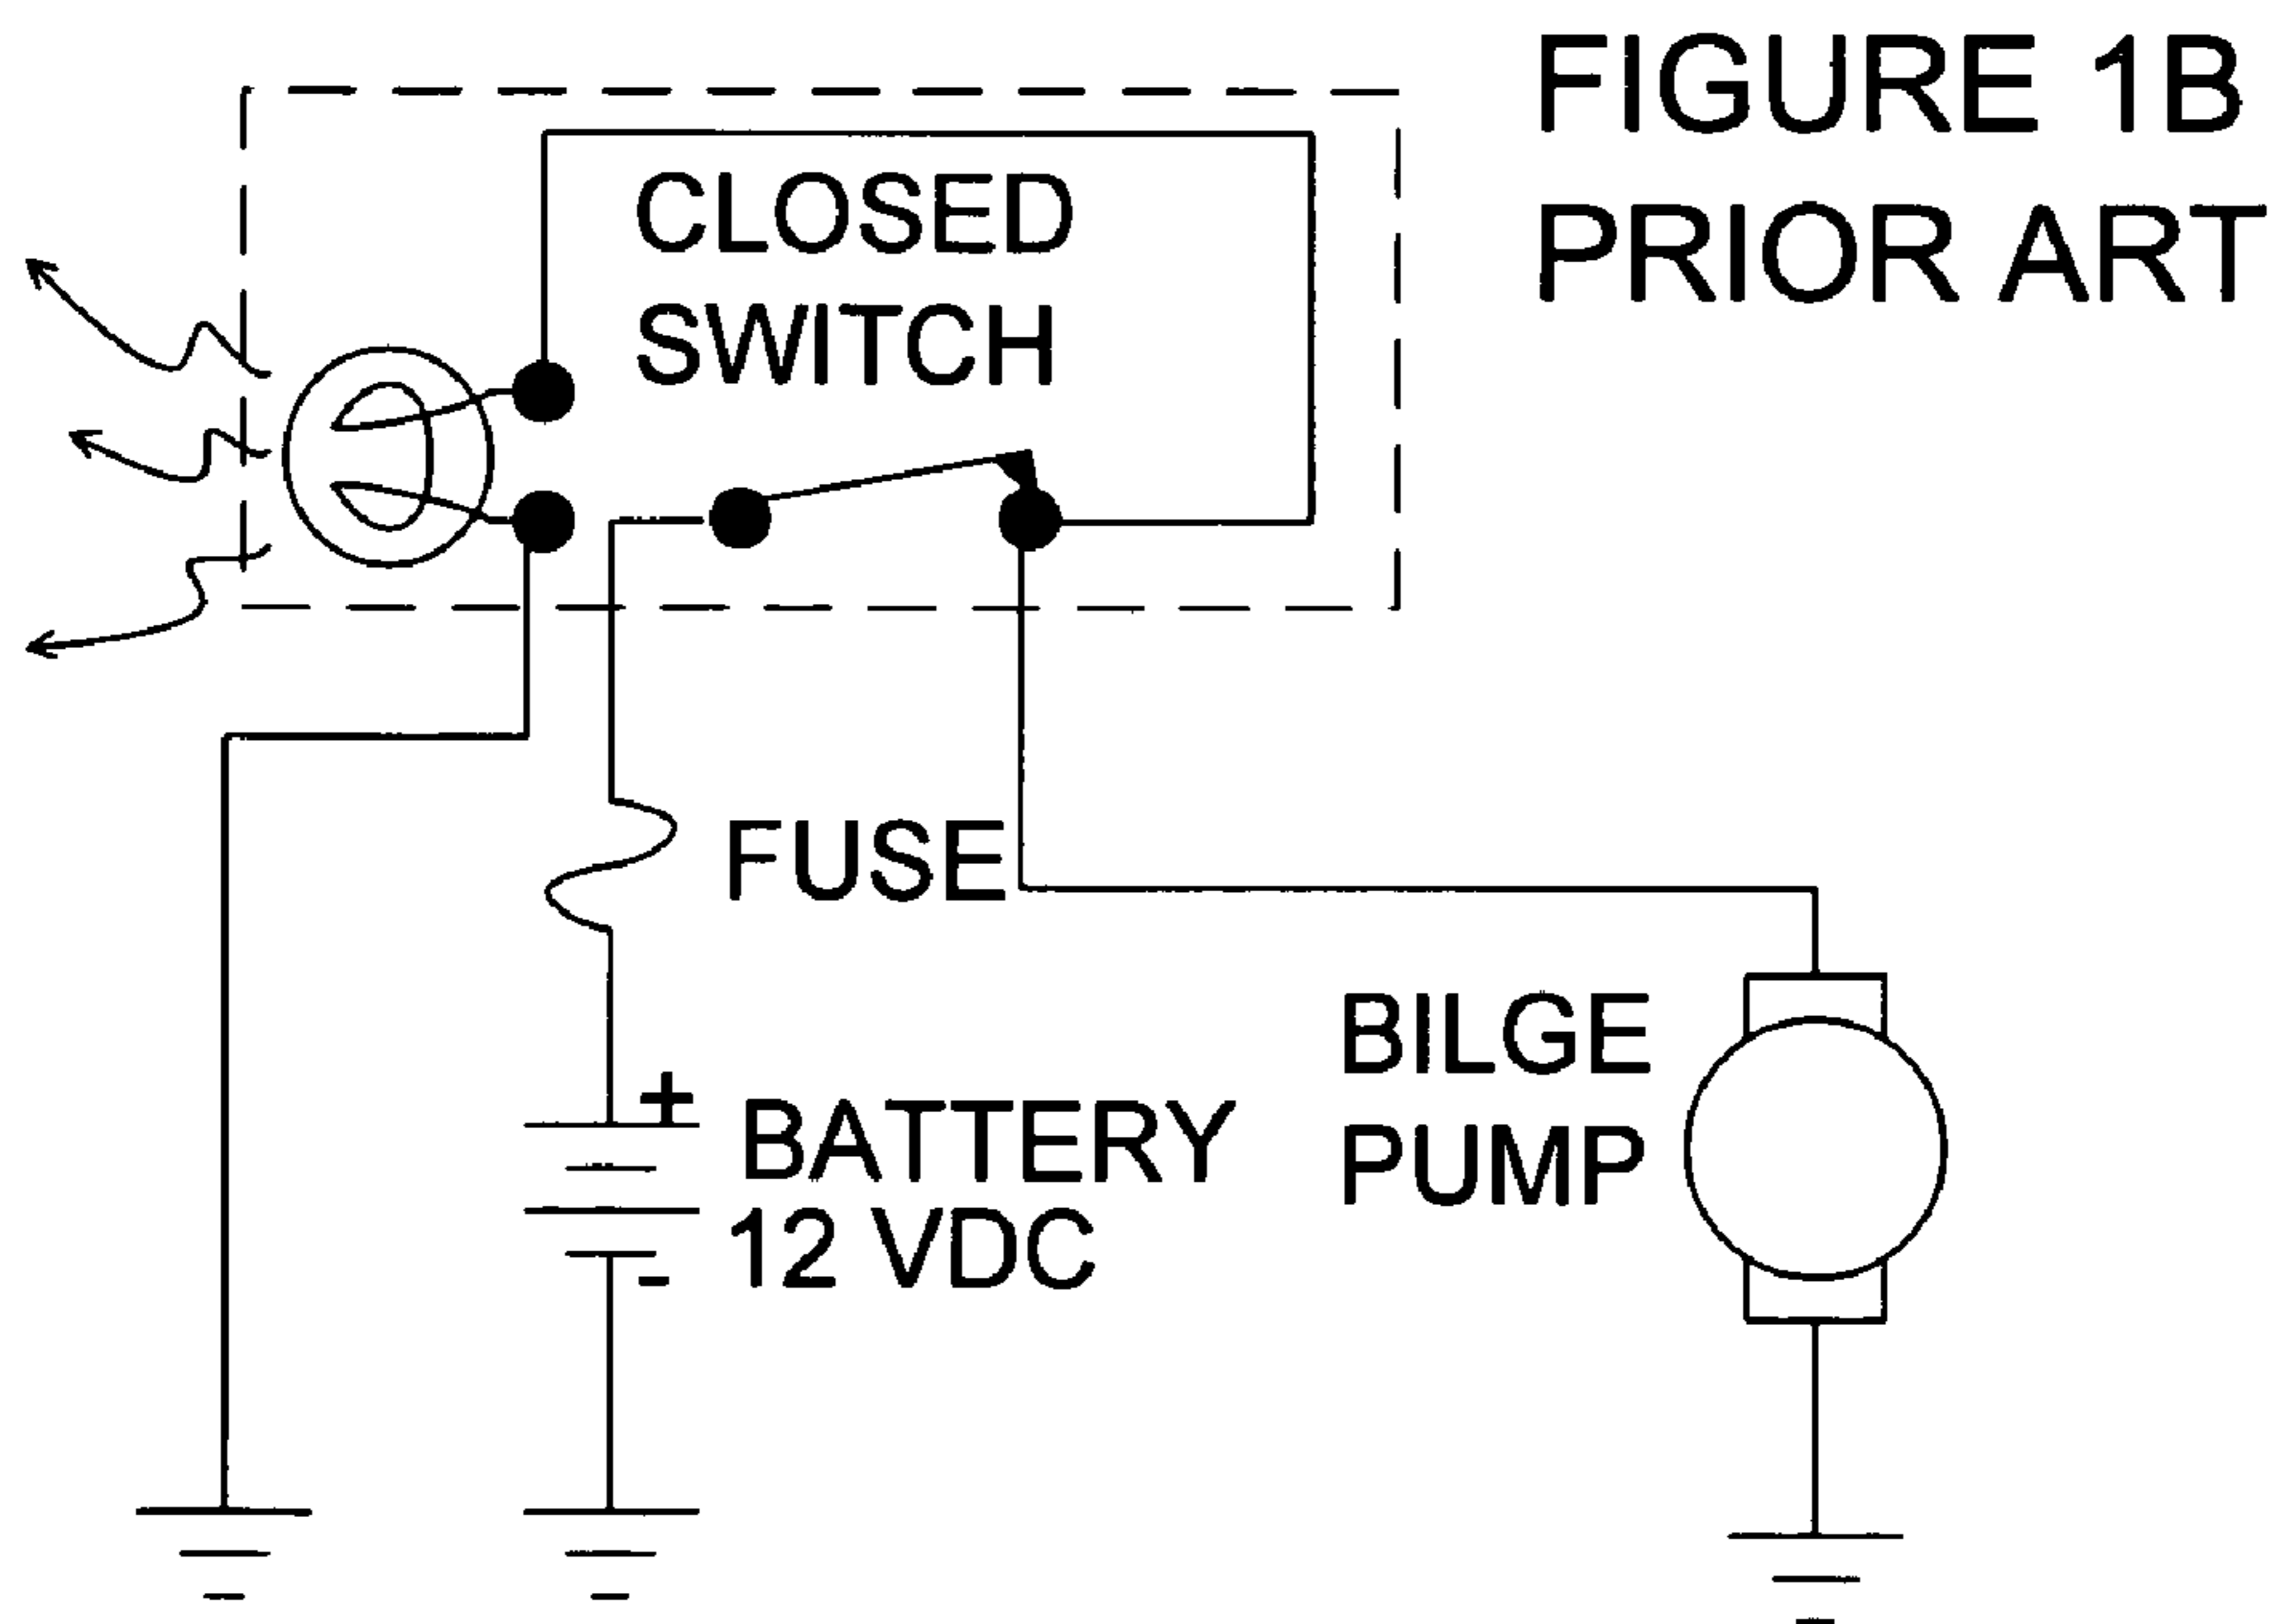 FIGURE 1B
PRIOR ART
CLOSED
SWITCH
FUSE
+
BATTERY
12 VDC
-
BILGE
PUMP